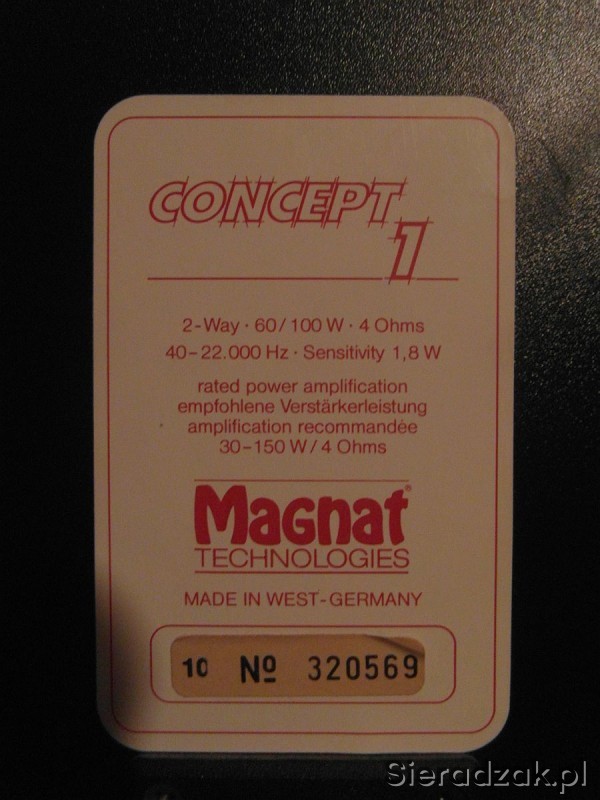 CONCEPT
1
2-Way · 60/100 W · 4 Ohms
40-22.000 Hz · Sensitivity 1,8 W
rated power amplification
empfohlene Verstärkerleistung
amplification recommandée
30-150 W/4 Ohms
Magnat®
TECHNOLOGIES
MADE IN WEST-GERMANY
10 Nº 320569
Sieradzak.pl